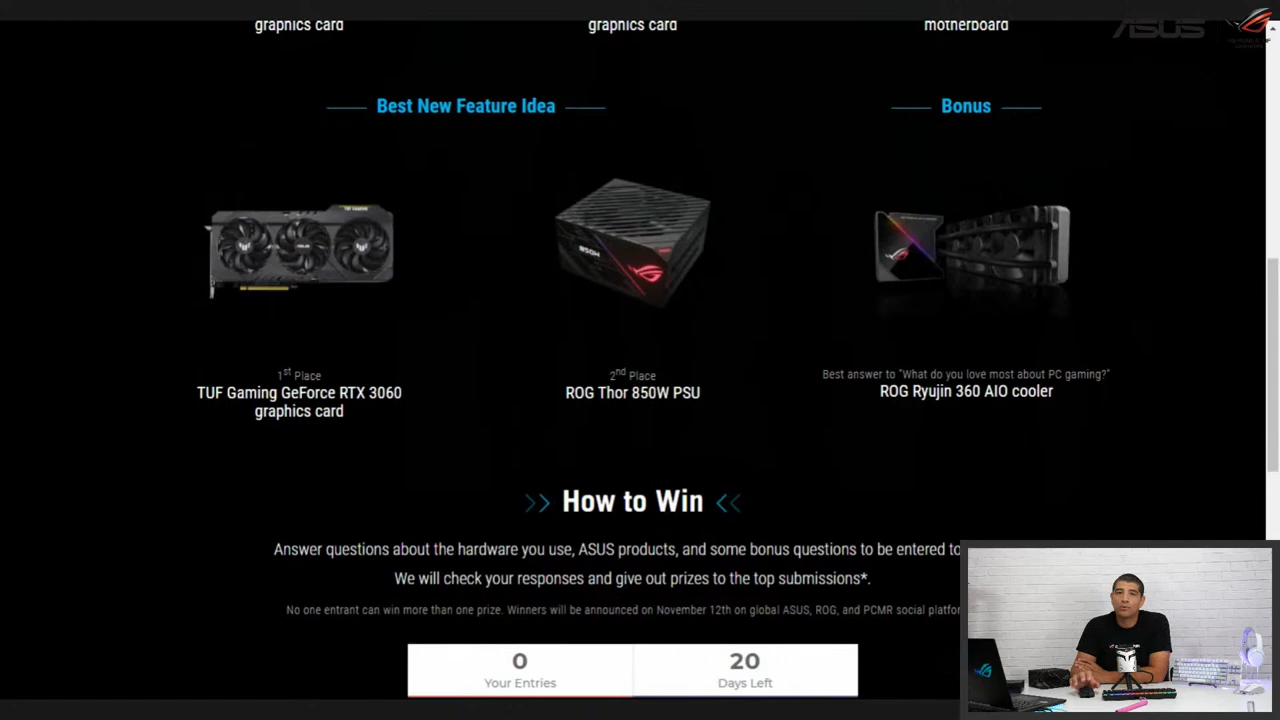 graphics card
graphics card
motherboard
ASUS
Best New Feature Idea
Bonus
850W
1st Place
TUF Gaming GeForce RTX 3060
graphics card
2nd Place
ROG Thor 850W PSU
Best answer to "What do you love most about PC gaming?"
ROG Ryujin 360 AIO cooler
>> How to Win <<
Answer questions about the hardware you use, ASUS products, and some bonus questions to be entered to
We will check your responses and give out prizes to the top submissions*.
No one entrant can win more than one prize. Winners will be announced on November 12th on global ASUS, ROG, and PCMR social platfor
0
Your Entries
20
Days Left